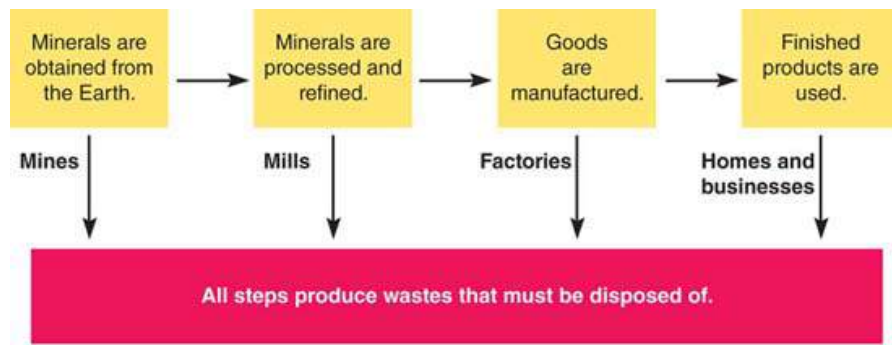 Minerals are
obtained from
the Earth.
Minerals are
processed and
refined.
Goods
are
manufactured.
Finished
products are
used.
Mines
Mills
Factories
Homes and
businesses
All steps produce wastes that must be disposed of.